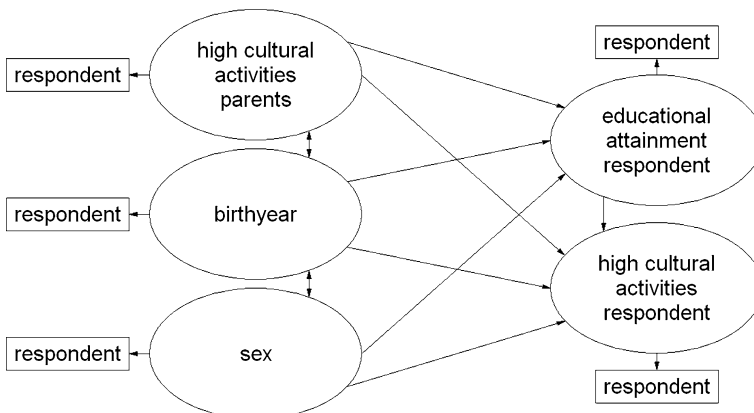 high cultural
activities
parents
respondent
birthyear
respondent
sex
respondent
respondent
educational
attainment
respondent
high cultural
activities
respondent
respondent